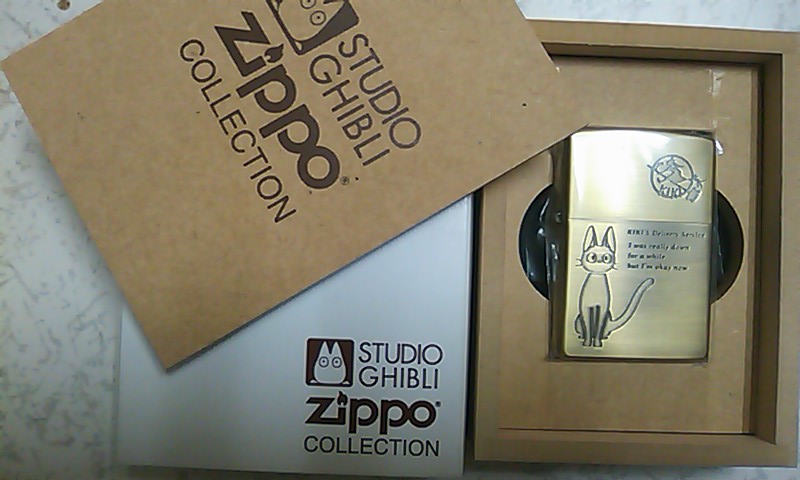 STUDIO
GHIBLI
zippo®
COLLECTION
KIKI
KIKI'S Delivery Service
I was really down
for a while
but I'm okay now
STUDIO
GHIBLI
zippo®
COLLECTION